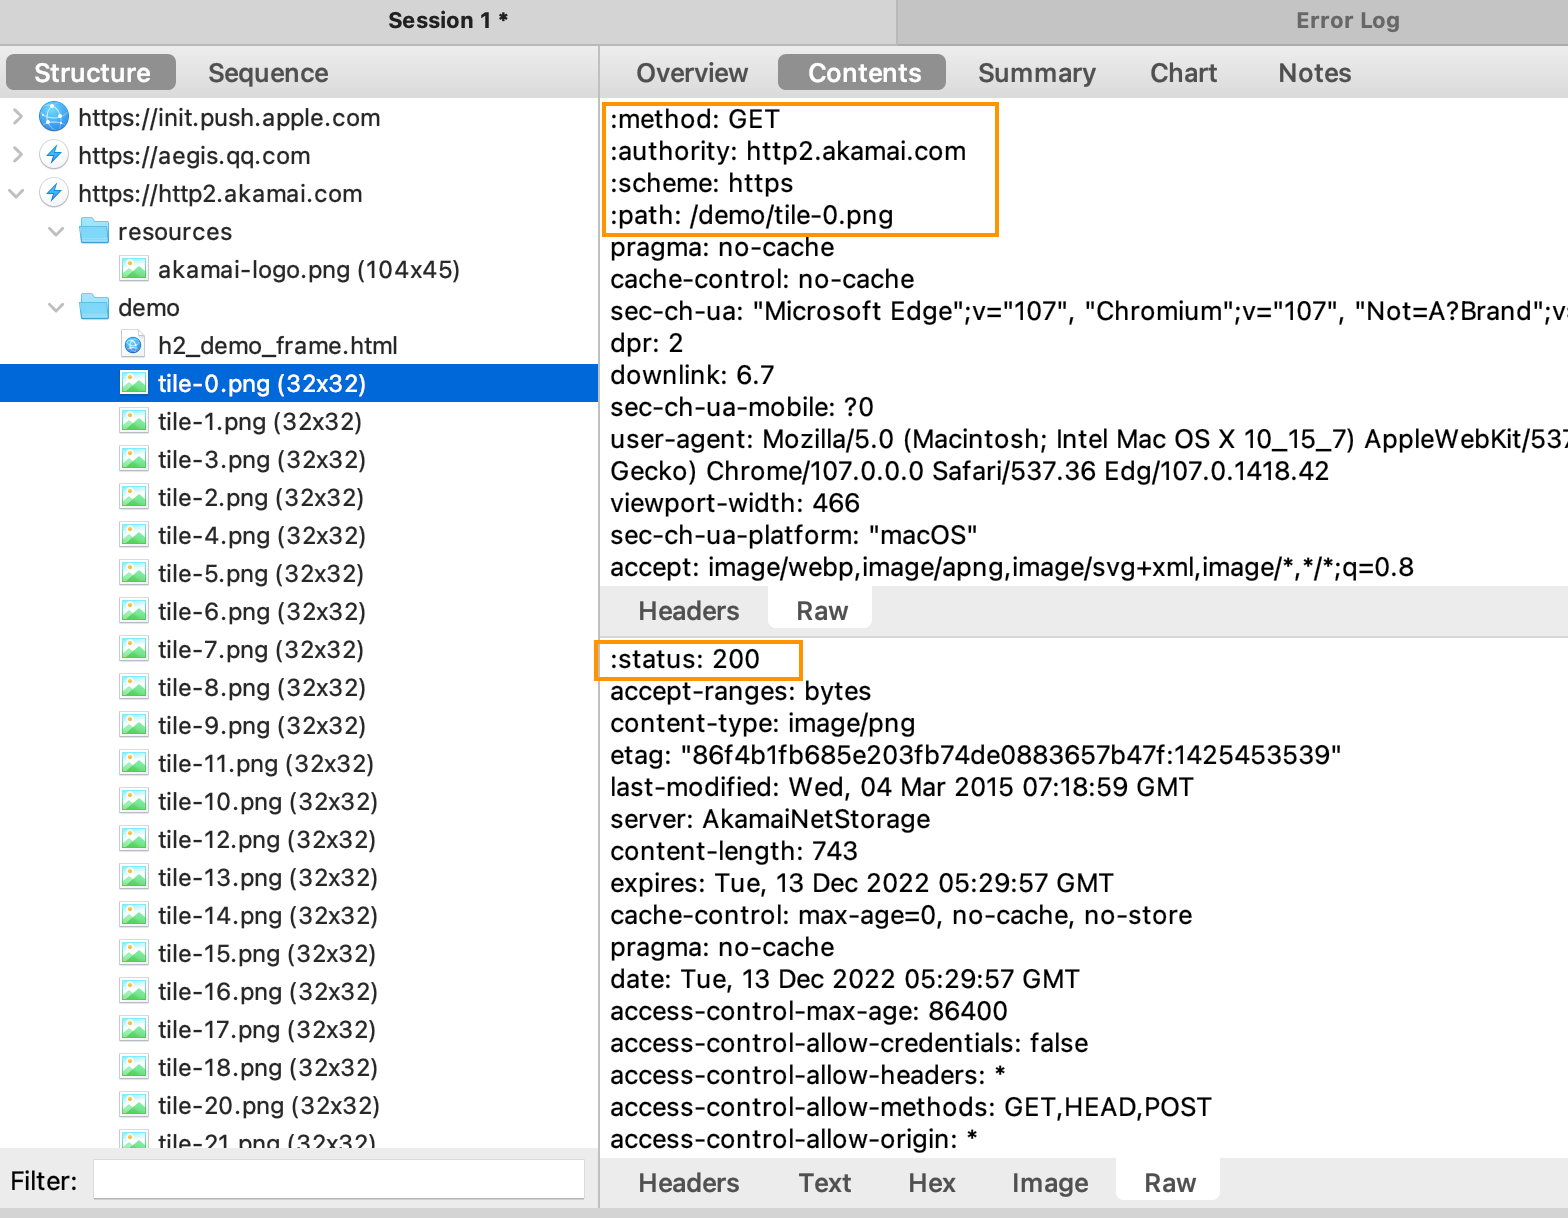 Session 1 *
Error Log
Structure
Sequence
https://init.push.apple.com
https://aegis.qq.com
https://http2.akamai.com
resources
akamai-logo.png (104x45)
demo
h2_demo_frame.html
tile-0.png (32x32)
tile-1.png (32x32)
tile-3.png (32x32)
tile-2.png (32x32)
tile-4.png (32x32)
tile-5.png (32x32)
tile-6.png (32x32)
tile-7.png (32x32)
tile-8.png (32x32)
tile-9.png (32x32)
tile-11.png (32x32)
tile-10.png (32x32)
tile-12.png (32x32)
tile-13.png (32x32)
tile-14.png (32x32)
tile-15.png (32x32)
tile-16.png (32x32)
tile-17.png (32x32)
tile-18.png (32x32)
tile-20.png (32x32)
tile-21.png (32x32)
Filter:
Overview
Contents
Summary
Chart
Notes
:method: GET
:authority: http2.akamai.com
:scheme: https
:path: /demo/tile-0.png
pragma: no-cache
cache-control: no-cache
sec-ch-ua: "Microsoft Edge";v="107", "Chromium";v="107", "Not=A?Brand";v=
dpr: 2
downlink: 6.7
sec-ch-ua-mobile: ?0
user-agent: Mozilla/5.0 (Macintosh; Intel Mac OS X 10_15_7) AppleWebKit/537
Gecko) Chrome/107.0.0.0 Safari/537.36 Edg/107.0.1418.42
viewport-width: 466
sec-ch-ua-platform: "macOS"
accept: image/webp,image/apng,image/svg+xml,image/*,*/*;q=0.8
Headers
Raw
:status: 200
accept-ranges: bytes
content-type: image/png
etag: "86f4b1fb685e203fb74de0883657b47f:1425453539"
last-modified: Wed, 04 Mar 2015 07:18:59 GMT
server: AkamaiNetStorage
content-length: 743
expires: Tue, 13 Dec 2022 05:29:57 GMT
cache-control: max-age=0, no-cache, no-store
pragma: no-cache
date: Tue, 13 Dec 2022 05:29:57 GMT
access-control-max-age: 86400
access-control-allow-credentials: false
access-control-allow-headers: *
access-control-allow-methods: GET,HEAD,POST
access-control-allow-origin: *
Headers
Text
Hex
Image
Raw